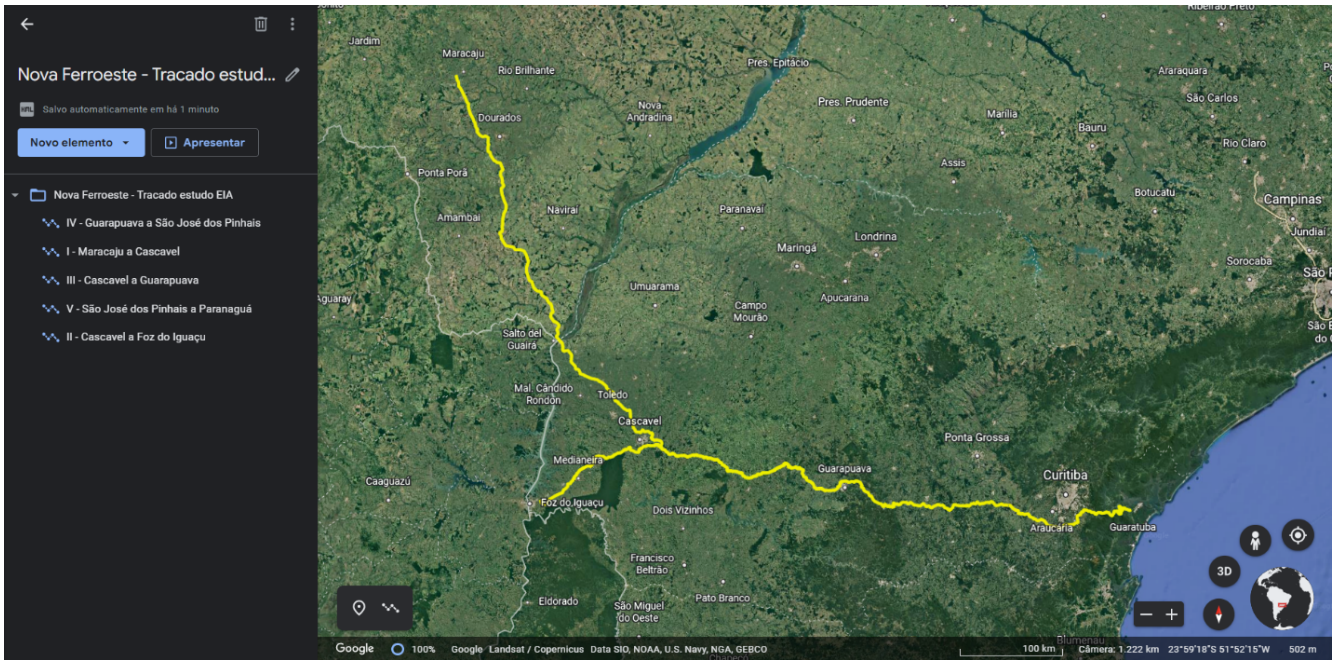 Nova Ferroeste - Tracado estud...
Salvo automaticamente em há 1 minuto
Novo elemento
Apresentar
Nova Ferroeste - Tracado estudo EIA
IV - Guarapuava a São José dos Pinhais
I - Maracaju a Cascavel
III - Cascavel a Guarapuava
V - São José dos Pinhais a Paranaguá
II - Cascavel a Foz do Iguaçu
Ribeirão Preto
Jardim
Maracaju
Rio Brilhante
Pres. Epitácio
Araraquara
São Carlos
Nova
Andradina
Pres. Prudente
Marília
Dourados
Bauru
Rio Claro
Assis
Ponta Porã
Botucatu
Campinas
Amambai
Naviraí
Paranavaí
Jundiaí
Maringá
Londrina
Sorocaba
São P
Umuarama
Apucarana
Campo
Mourão
Aguaray
Salto del
Guairá
São B
do
Mal. Cândido
Rondon
Toledo
Cascavel
Ponta Grossa
Medianeira
Guarapuava
Curitiba
Caaguazú
Foz do Iguaçu
Dois Vizinhos
Araucária
Guaratuba
Francisco
Beltrão
3D
Eldorado
São Miguel
do Oeste
Pato Branco
Blumenau
Chapecó
Google
100%
Google Landsat / Copernicus Data SIO, NOAA, U.S. Navy, NGA, GEBCO
100 km
Câmera: 1.222 km 23°59'18"S 51°52'15"W 502 m